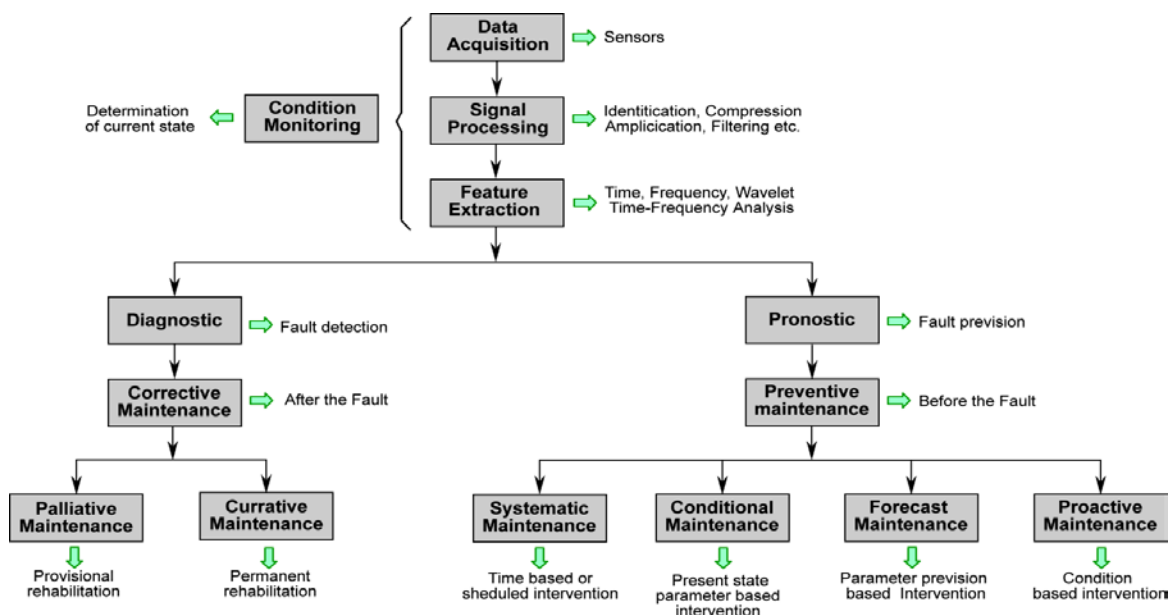 Data
Acquisition
Sensors
Determination
of current state
Condition
Monitoring
Signal
Processing
Identitication, Compression
Amplicication, Filtering etc.
Feature
Extraction
Time, Frequency, Wavelet
Time-Frequency Analysis
Diagnostic
Fault detection
Pronostic
Fault prevision
Corrective
Maintenance
After the Fault
Preventive
maintenance
Before the Fault
Palliative
Maintenance
Currative
Maintenance
Systematic
Maintenance
Conditional
Maintenance
Forecast
Maintenance
Proactive
Maintenance
Provisional
rehabilitation
Permanent
rehabilitation
Time based or
sheduled intervention
Present state
parameter based
intervention
Parameter prevision
based Intervention
Condition
based intervention